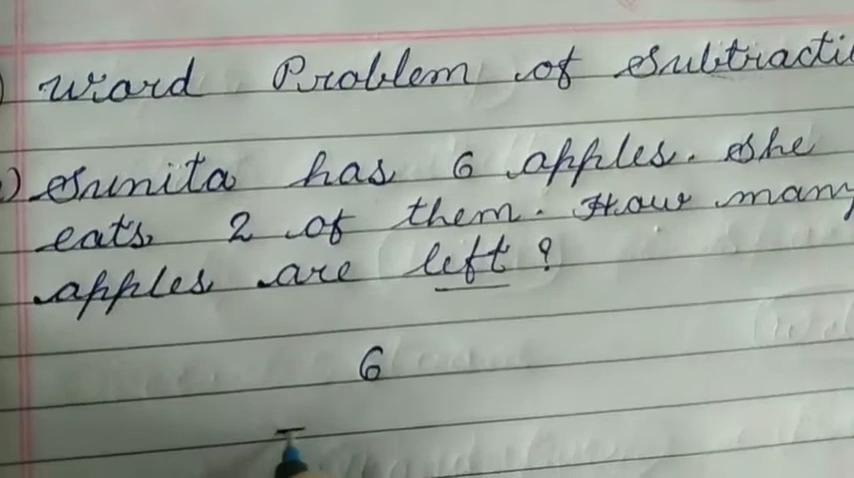 ) Word Problem of Subtracti
) Sunita has 6 apples. She
eats 2 of them. How many
apples are left?
6
-